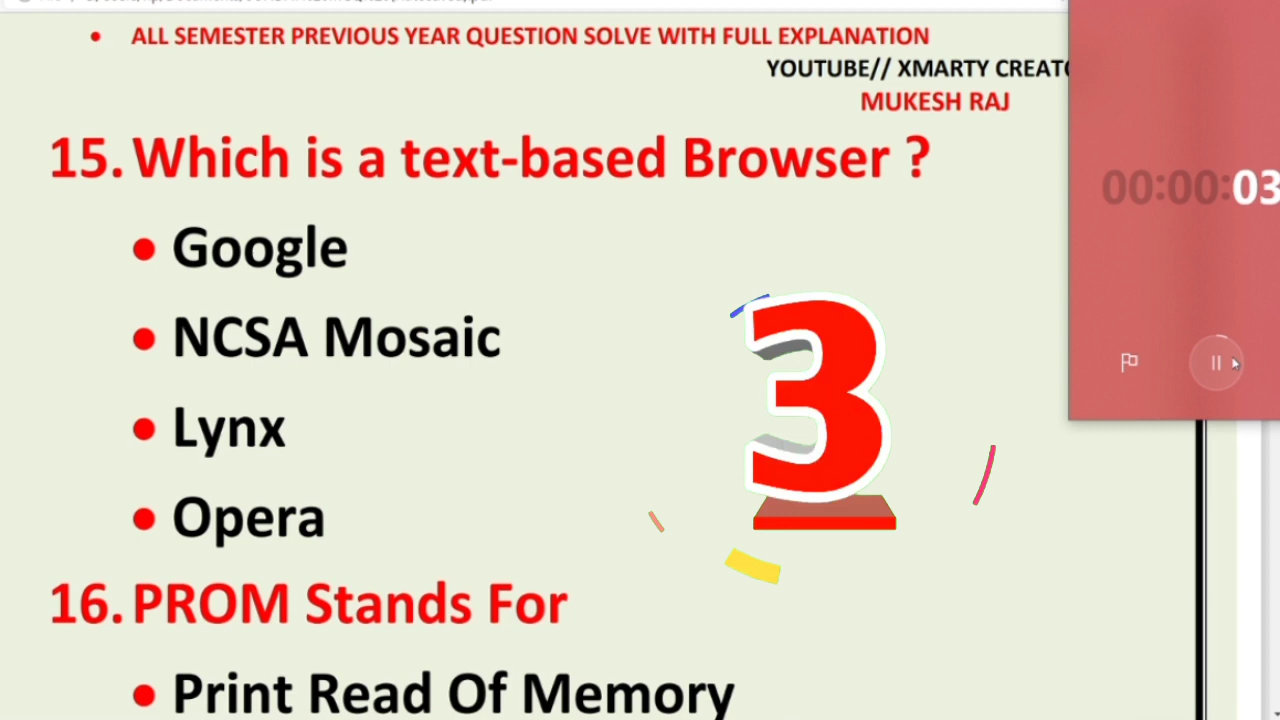 • ALL SEMESTER PREVIOUS YEAR QUESTION SOLVE WITH FULL EXPLANATION
YOUTUBE// XMARTY CREATO
MUKESH RAJ
00:00:03
15. Which is a text-based Browser ?
• Google
• NCSA Mosaic
• Lynx
• Opera
3
16. PROM Stands For
• Print Read Of Memory